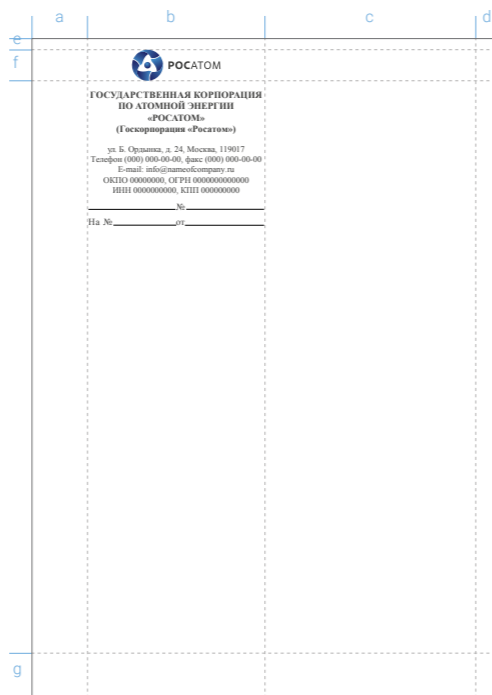 a b c d
e
f
РОСАТОМ
ГОСУДАРСТВЕННАЯ КОРПОРАЦИЯ
ПО АТОМНОЙ ЭНЕРГИИ
«РОСАТОМ»
(Госкорпорация «Росатом»)
ул. Б. Ордынка, д. 24, Москва, 119017
Телефон (000) 000-00-00, факс (000) 000-00-00
E-mail: info@nameofcompany.ru
ОКПО 00000000, ОГРН 0000000000000
ИНН 0000000000, КПП 000000000
№
На № от
g